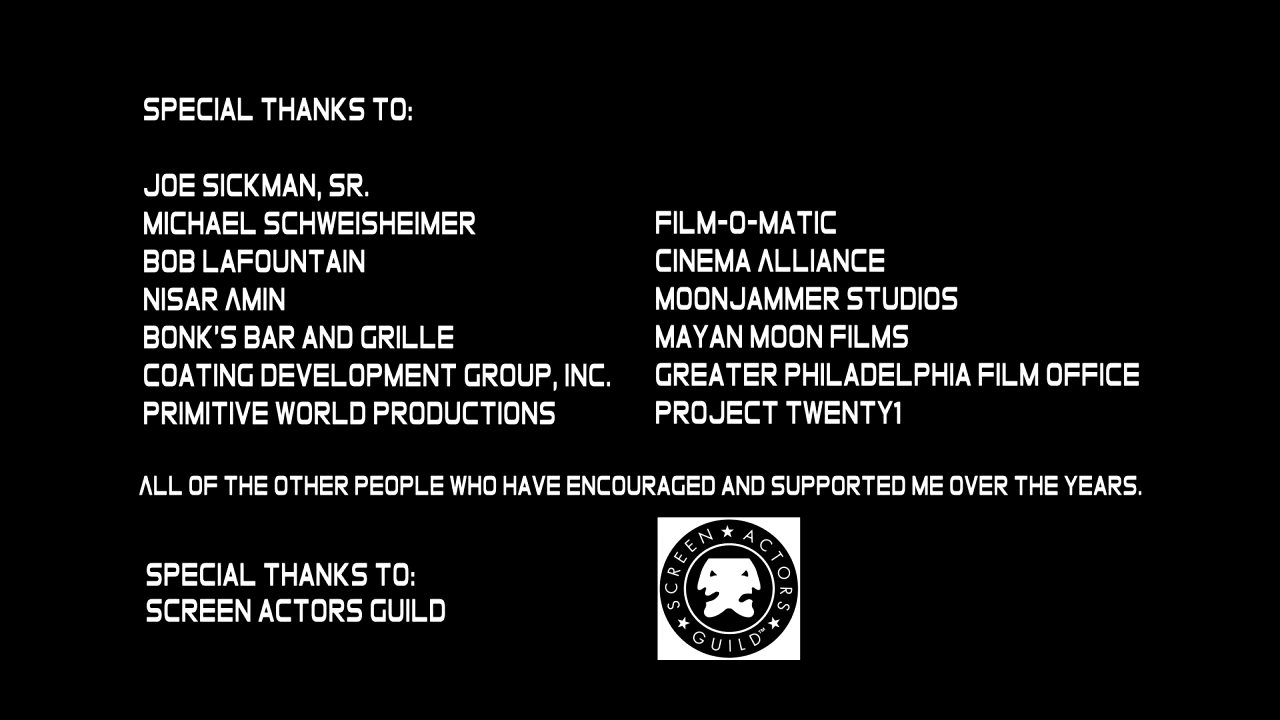 SPECIAL THANKS TO:
JOE SICKMAN, SR.
MICHAEL SCHWEISHEIMER
BOB LAFOUNTAIN
NISAR AMIN
BONK'S BAR AND GRILLE
COATING DEVELOPMENT GROUP, INC.
PRIMITIVE WORLD PRODUCTIONS
FILM-O-MATIC
CINEMA ALLIANCE
MOONJAMMER STUDIOS
MAYAN MOON FILMS
GREATER PHILADELPHIA FILM OFFICE
PROJECT TWENTY1
ALL OF THE OTHER PEOPLE WHO HAVE ENCOURAGED AND SUPPORTED ME OVER THE YEARS.
SPECIAL THANKS TO:
SCREEN ACTORS GUILD
SCREEN ★ ACTORS ★ GUILD™ ★